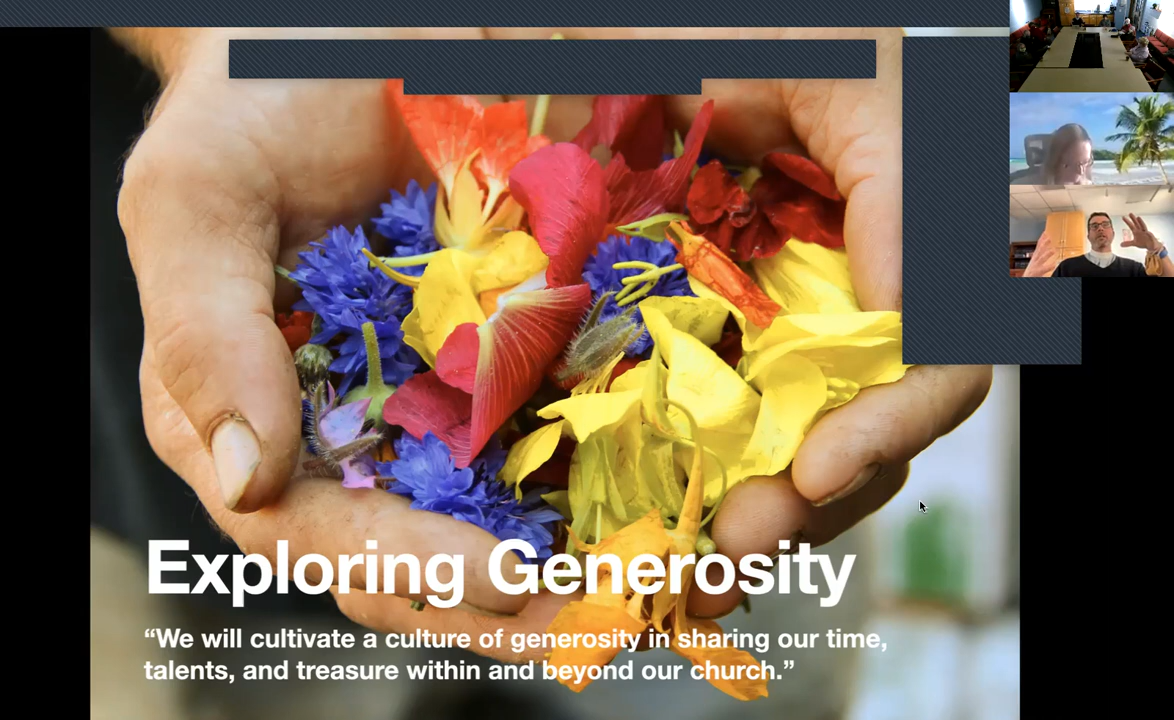 Exploring Generosity
“We will cultivate a culture of generosity in sharing our time,
talents, and treasure within and beyond our church.”